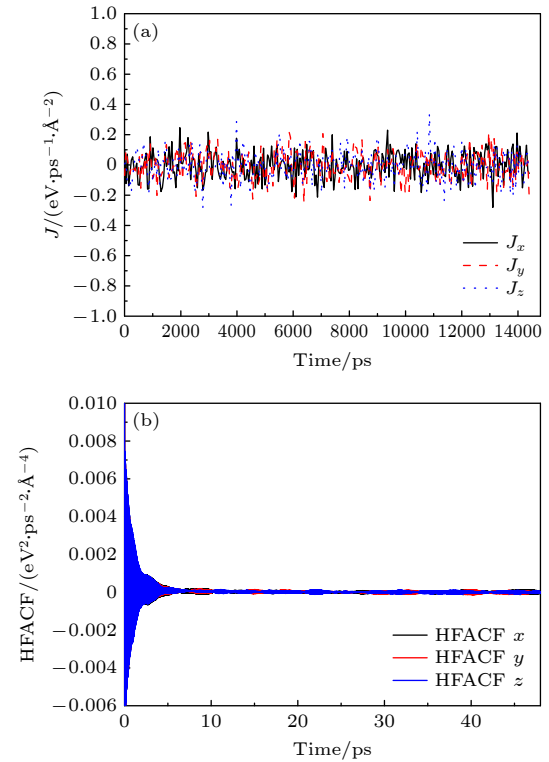 (a)
1.0
0.8
0.6
0.4
0.2
0
−0.2
−0.4
−0.6
−0.8
−1.0
J/(eV·ps⁻¹·Å⁻²)
J_x
J_y
J_z
0 2000 4000 6000 8000 10000 12000 14000
Time/ps
(b)
0.010
0.008
0.006
0.004
0.002
0
−0.002
−0.004
−0.006
HFACF/(eV²·ps⁻²·Å⁻⁴)
HFACF x
HFACF y
HFACF z
0 10 20 30 40
Time/ps